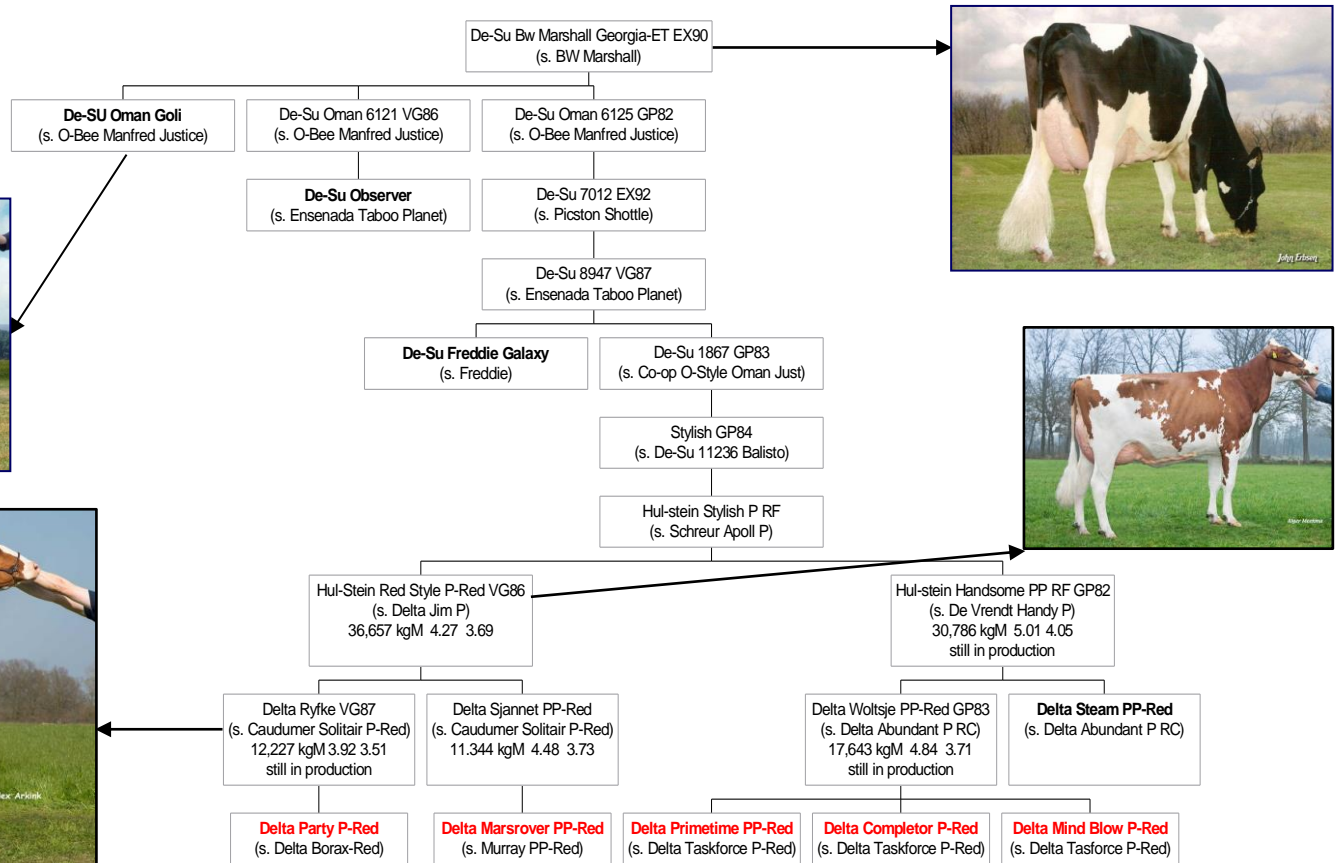 De-Su Bw Marshall Georgia-ET EX90
(s. BW Marshall)
De-SU Oman Goli
(s. O-Bee Manfred Justice)
De-Su Oman 6121 VG86
(s. O-Bee Manfred Justice)
De-Su Oman 6125 GP82
(s. O-Bee Manfred Justice)
John Erbsen
De-Su Observer
(s. Ensenada Taboo Planet)
De-Su 7012 EX92
(s. Picston Shottle)
De-Su 8947 VG87
(s. Ensenada Taboo Planet)
De-Su Freddie Galaxy
(s. Freddie)
De-Su 1867 GP83
(s. Co-op O-Style Oman Just)
Stylish GP84
(s. De-Su 11236 Balisto)
Hul-stein Stylish P RF
(s. Schreur Apoll P)
Hul-Stein Red Style P-Red VG86
(s. Delta Jim P)
36,657 kgM 4.27 3.69
Hul-stein Handsome PP RF GP82
(s. De Vrendt Handy P)
30,786 kgM 5.01 4.05
still in production
Delta Ryfke VG87
(s. Caudumer Solitair P-Red)
12,227 kgM 3.92 3.51
still in production
Delta Sjannet PP-Red
(s. Caudumer Solitair P-Red)
11.344 kgM 4.48 3.73
Delta Woltsje PP-Red GP83
(s. Delta Abundant P RC)
17,643 kgM 4.84 3.71
still in production
Delta Steam PP-Red
(s. Delta Abundant P RC)
Arkink
Delta Party P-Red
(s. Delta Borax-Red)
Delta Marsrover PP-Red
(s. Murray PP-Red)
Delta Primetime PP-Red
(s. Delta Taskforce P-Red)
Delta Completor P-Red
(s. Delta Taskforce P-Red)
Delta Mind Blow P-Red
(s. Delta Tasforce P-Red)